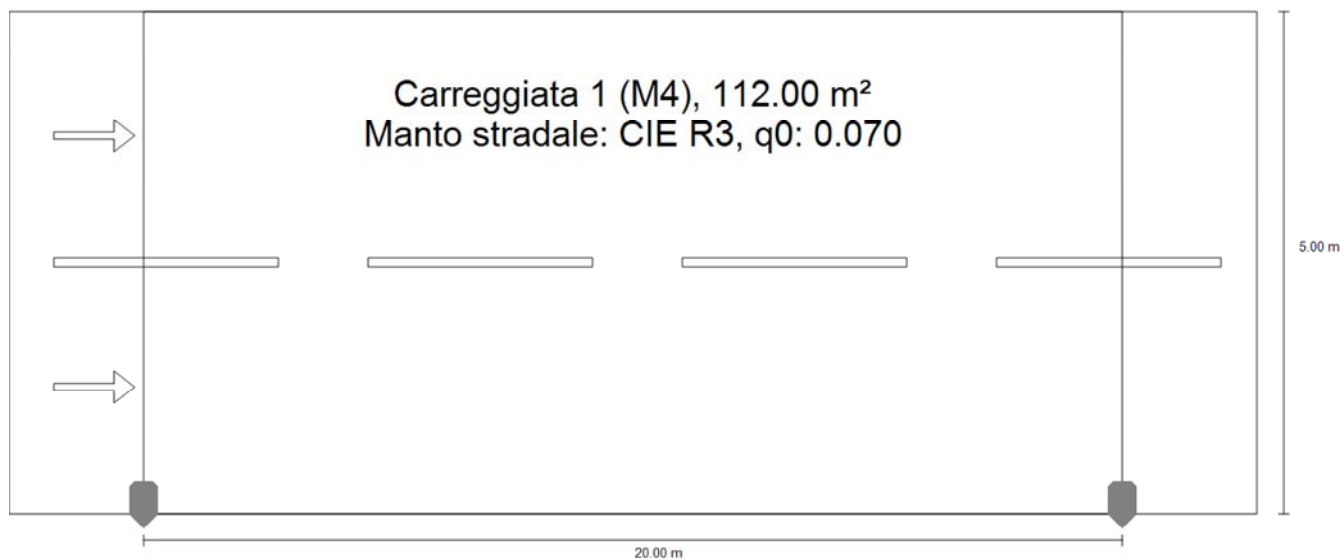 Carreggiata 1 (M4), 112.00 m²
Manto stradale: CIE R3, q0: 0.070
5.00 m
20.00 m